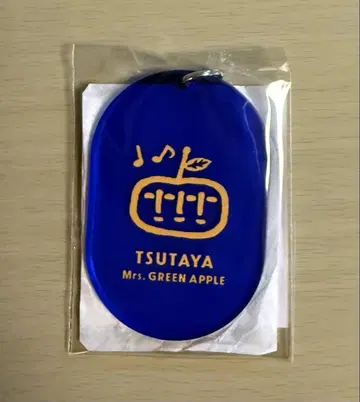 TSUTAYA
Mrs. GREEN APPLE